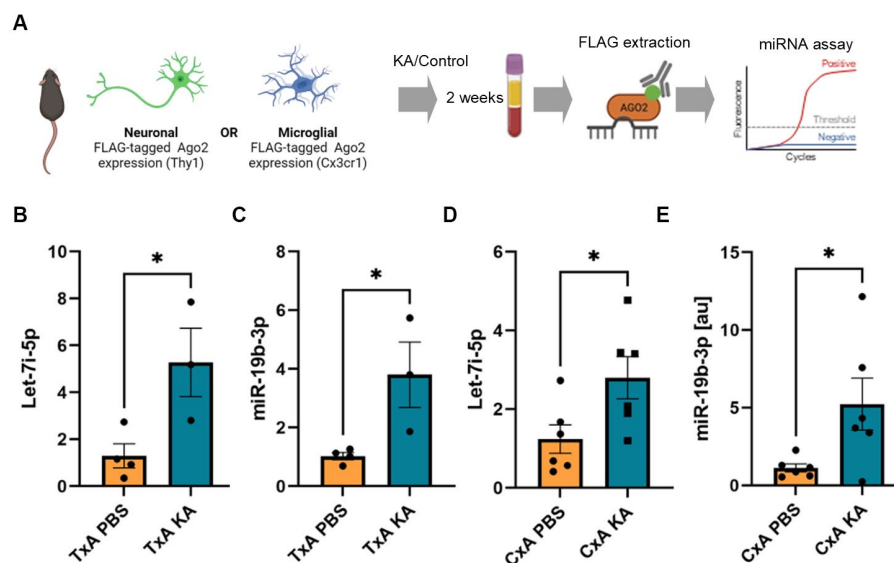 A
KA/Control
2 weeks
FLAG extraction
miRNA assay
AGO2
Fluorescence
Positive
Threshold
Negative
Cycles
Neuronal OR Microglial
FLAG-tagged Ago2 FLAG-tagged Ago2
expression (Thy1) expression (Cx3cr1)
B
Let-7i-5p
10
8
6
4
2
0
*
TxA PBS
TxA KA
C
miR-19b-3p
8
6
4
2
0
*
TxA PBS
TxA KA
D
Let-7i-5p
6
4
2
0
*
CxA PBS
CxA KA
E
miR-19b-3p [au]
15
10
5
0
*
CxA PBS
CxA KA